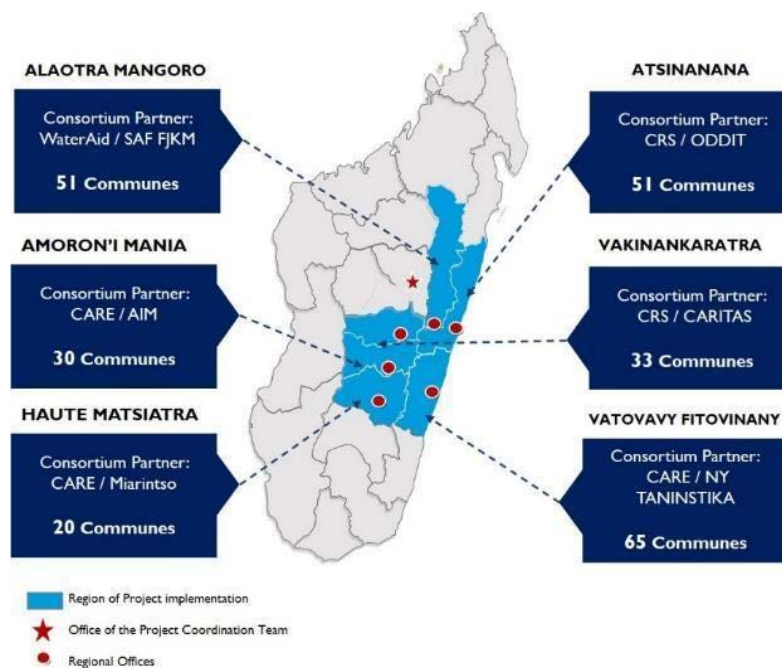 ALAOTRA MANGORO
Consortium Partner:
WaterAid / SAF FJKM
51 Communes
AMORON'I MANIA
Consortium Partner:
CARE / AIM
30 Communes
HAUTE MATSIATRA
Consortium Partner:
CARE / Miarintso
20 Communes
ATSINANANA
Consortium Partner:
CRS / ODDIT
51 Communes
VAKINANKARATRA
Consortium Partner:
CRS / CARITAS
33 Communes
VATOVAVY FITOVINANY
Consortium Partner:
CARE / NY
TANINSTIKA
65 Communes
Region of Project implementation
Office of the Project Coordination Team
Regional Offices